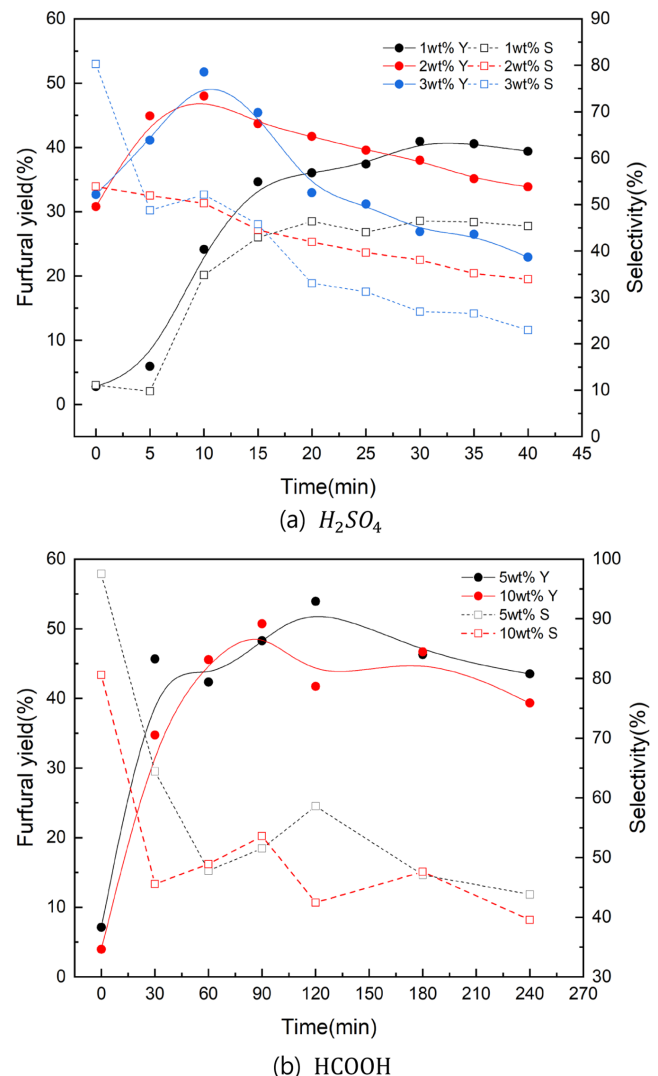 1wt% Y 1wt% S
2wt% Y 2wt% S
3wt% Y 3wt% S
Furfural yield(%)
60
50
40
30
20
10
0
Selectivity(%)
90
80
70
60
50
40
30
20
10
0
0 5 10 15 20 25 30 35 40 45
Time(min)
(a) H₂SO₄
5wt% Y
10wt% Y
5wt% S
10wt% S
Furfural yield(%)
60
50
40
30
20
10
0
Selectivity(%)
100
90
80
70
60
50
40
30
0 30 60 90 120 150 180 210 240 270
Time(min)
(b) HCOOH